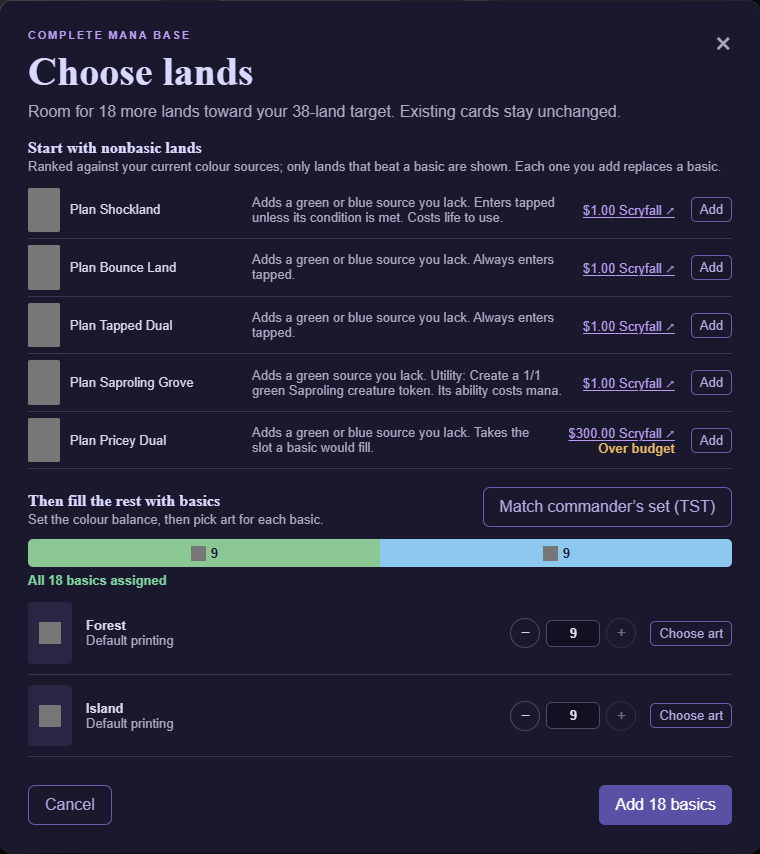 COMPLETE MANA BASE
×
Choose lands
Room for 18 more lands toward your 38-land target. Existing cards stay unchanged.
Start with nonbasic lands
Ranked against your current colour sources; only lands that beat a basic are shown. Each one you add replaces a basic.
Plan Shockland
Adds a green or blue source you lack. Enters tapped
unless its condition is met. Costs life to use.
$1.00 Scryfall ↗
Add
Plan Bounce Land
Adds a green or blue source you lack. Always enters
tapped.
$1.00 Scryfall ↗
Add
Plan Tapped Dual
Adds a green or blue source you lack. Always enters
tapped.
$1.00 Scryfall ↗
Add
Plan Saproling Grove
Adds a green source you lack. Utility: Create a 1/1
green Saproling creature token. Its ability costs mana.
$1.00 Scryfall ↗
Add
Plan Pricey Dual
Adds a green or blue source you lack. Takes the
slot a basic would fill.
$300.00 Scryfall ↗
Over budget
Add
Then fill the rest with basics
Set the colour balance, then pick art for each basic.
Match commander’s set (TST)
9
9
All 18 basics assigned
Forest
Default printing
− 9 +
Choose art
Island
Default printing
− 9 +
Choose art
Cancel
Add 18 basics